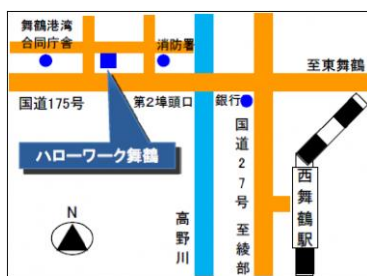 舞鶴港湾
合同庁舎
消防署
至東舞鶴
国道175号
第2埠頭口
銀行
ハローワーク舞鶴
国道27号 至綾部
西舞鶴駅
高野川
N